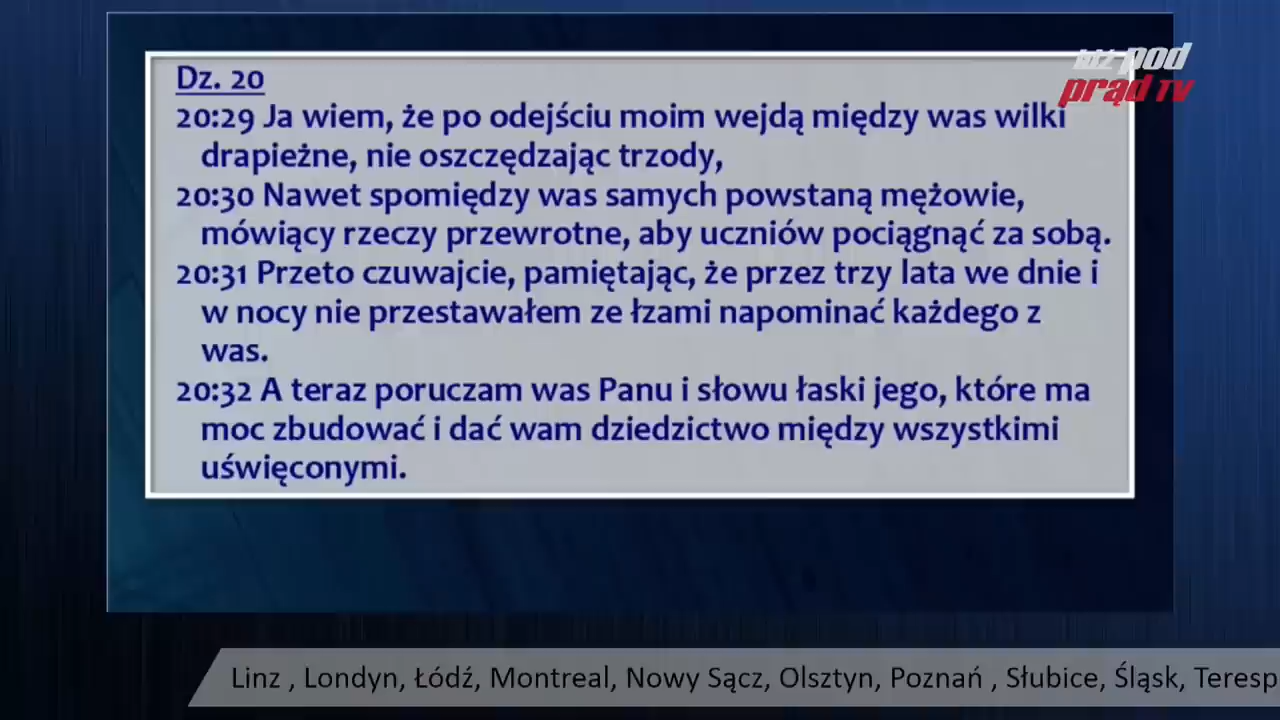 idź pod
prąd TV
Dz. 20
20:29 Ja wiem, że po odejściu moim wejdą między was wilki
drapieżne, nie oszczędzając trzody,
20:30 Nawet spomiędzy was samych powstaną mężowie,
mówiący rzeczy przewrotne, aby uczniów pociągnąć za sobą.
20:31 Przeto czuwajcie, pamiętając, że przez trzy lata we dnie i
w nocy nie przestawałem ze łzami napominać każdego z
was.
20:32 A teraz poruczam was Panu i słowu łaski jego, które ma
moc zbudować i dać wam dziedzictwo między wszystkimi
uświęconymi.
Linz , Londyn, Łódź, Montreal, Nowy Sącz, Olsztyn, Poznań , Słubice, Śląsk, Teresp